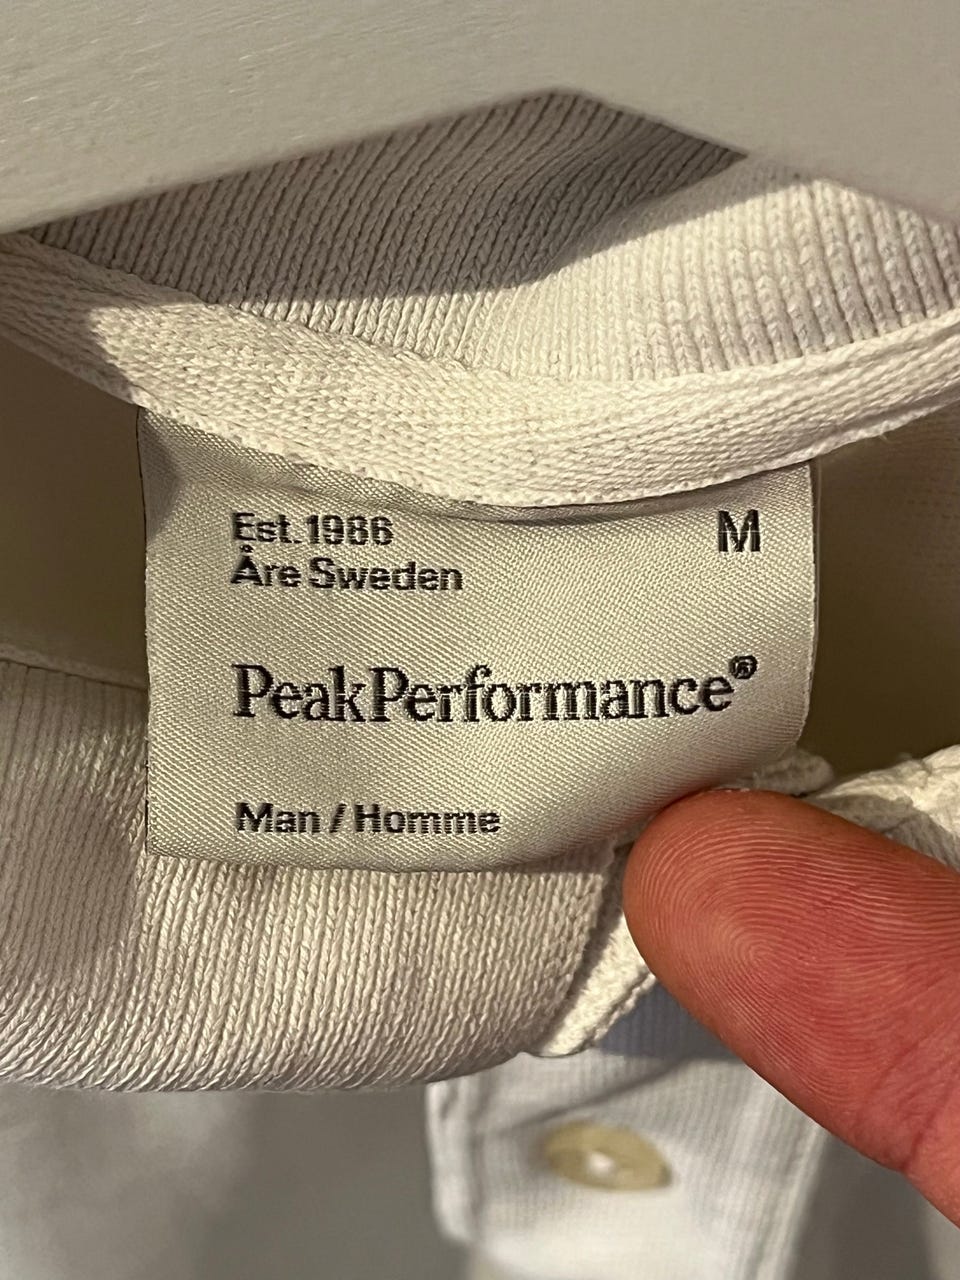 Est. 1986
M
Åre Sweden
PeakPerformance®
Man / Homme